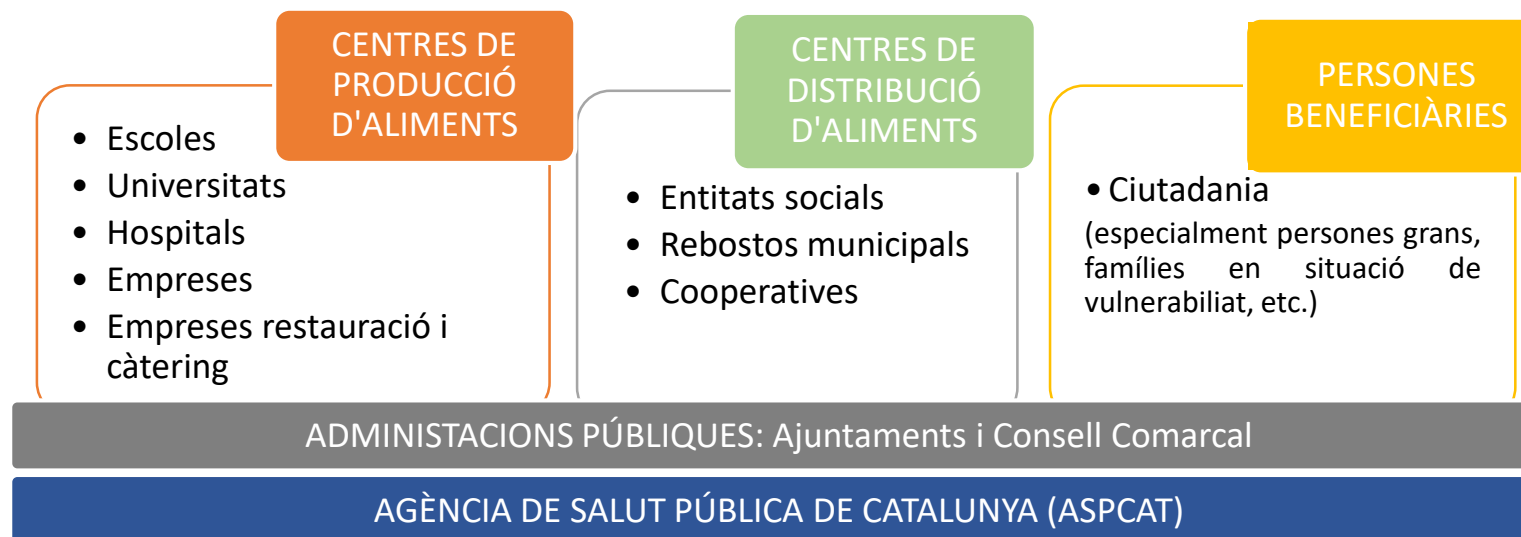 CENTRES DE
PRODUCCIÓ
D'ALIMENTS
• Escoles
• Universitats
• Hospitals
• Empreses
• Empreses restauració i
càtering
CENTRES DE
DISTRIBUCIÓ
D'ALIMENTS
• Entitats socials
• Rebostos municipals
• Cooperatives
PERSONES
BENEFICIÀRIES
• Ciutadania
(especialment persones grans,
famílies en situació de
vulnerabiliat, etc.)
ADMINISTACIONS PÚBLIQUES: Ajuntaments i Consell Comarcal
AGÈNCIA DE SALUT PÚBLICA DE CATALUNYA (ASPCAT)